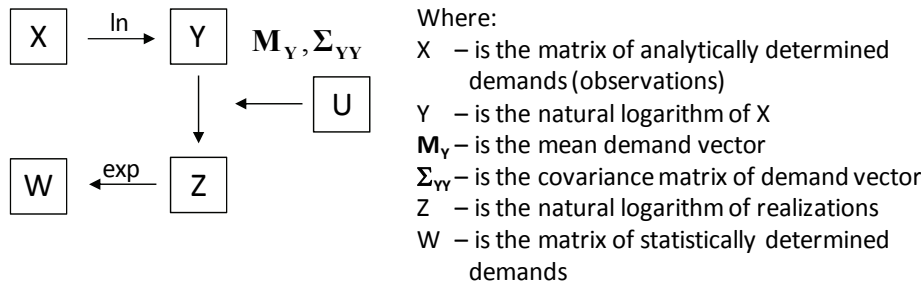 X
ln
Y
M_Y, Σ_YY
U
W
exp
Z
Where:
X – is the matrix of analytically determined
demands (observations)
Y – is the natural logarithm of X
M_Y – is the mean demand vector
Σ_YY – is the covariance matrix of demand vector
Z – is the natural logarithm of realizations
W – is the matrix of statistically determined
demands